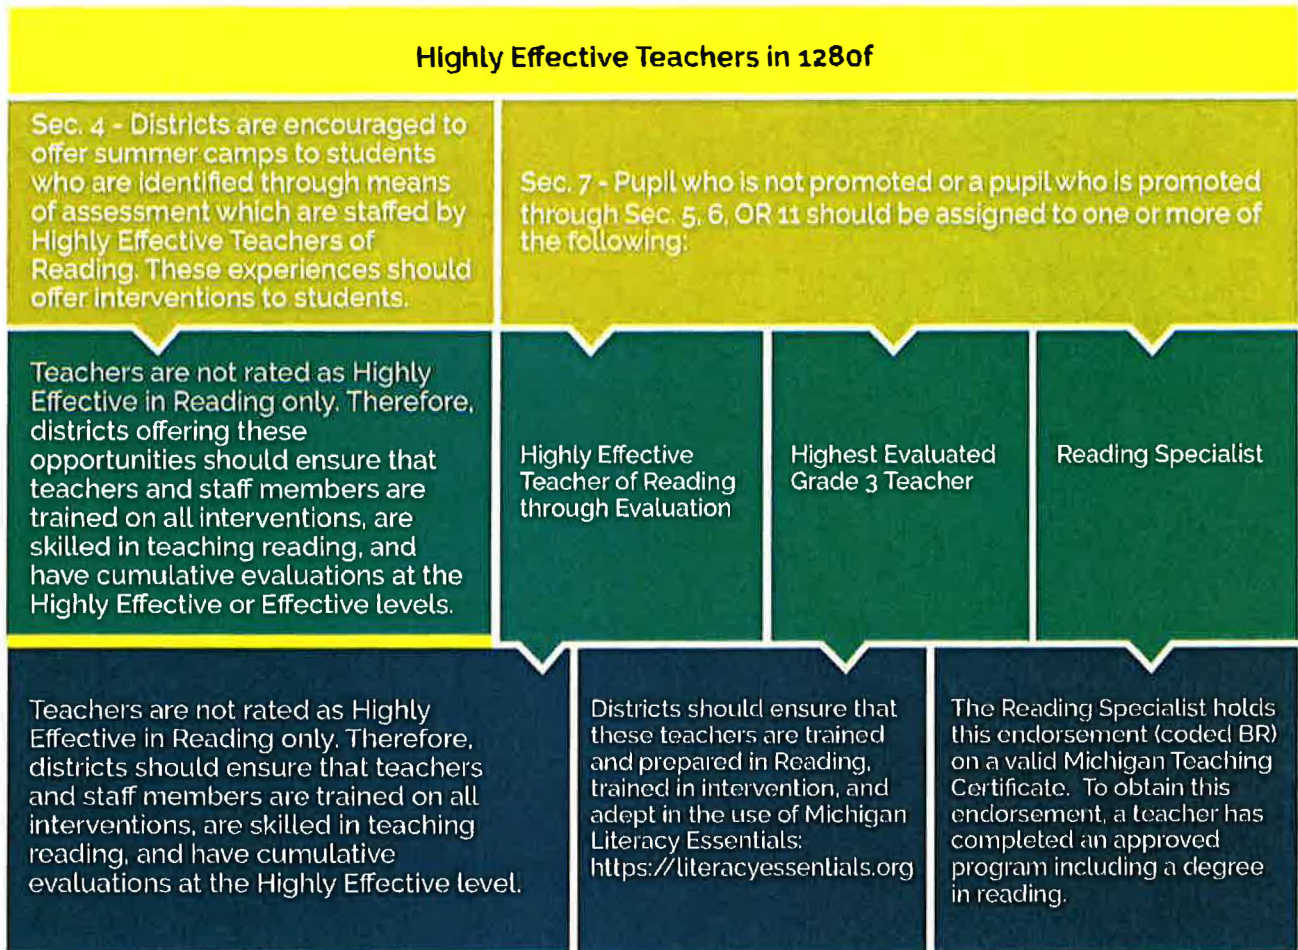 Highly Effective Teachers in 1280f
Sec. 4 - Districts are encouraged to
offer summer camps to students
who are identified through means
of assessment which are staffed by
Highly Effective Teachers of
Reading. These experiences should
offer interventions to students.
Sec. 7 - Pupil who is not promoted or a pupil who is promoted
through Sec. 5, 6, OR 11 should be assigned to one or more of
the following:
Teachers are not rated as Highly
Effective in Reading only. Therefore,
districts offering these
opportunities should ensure that
teachers and staff members are
trained on all interventions, are
skilled in teaching reading, and
have cumulative evaluations at the
Highly Effective or Effective levels.
Highly Effective
Teacher of Reading
through Evaluation
Highest Evaluated
Grade 3 Teacher
Reading Specialist
Teachers are not rated as Highly
Effective in Reading only. Therefore,
districts should ensure that teachers
and staff members are trained on all
interventions, are skilled in teaching
reading, and have cumulative
evaluations at the Highly Effective level.
Districts should ensure that
these teachers are trained
and prepared in Reading,
trained in intervention, and
adept in the use of Michigan
Literacy Essentials:
https://literacyessentials.org
The Reading Specialist holds
this endorsement (coded BR)
on a valid Michigan Teaching
Certificate. To obtain this
endorsement, a teacher has
completed an approved
program including a degree
in reading.